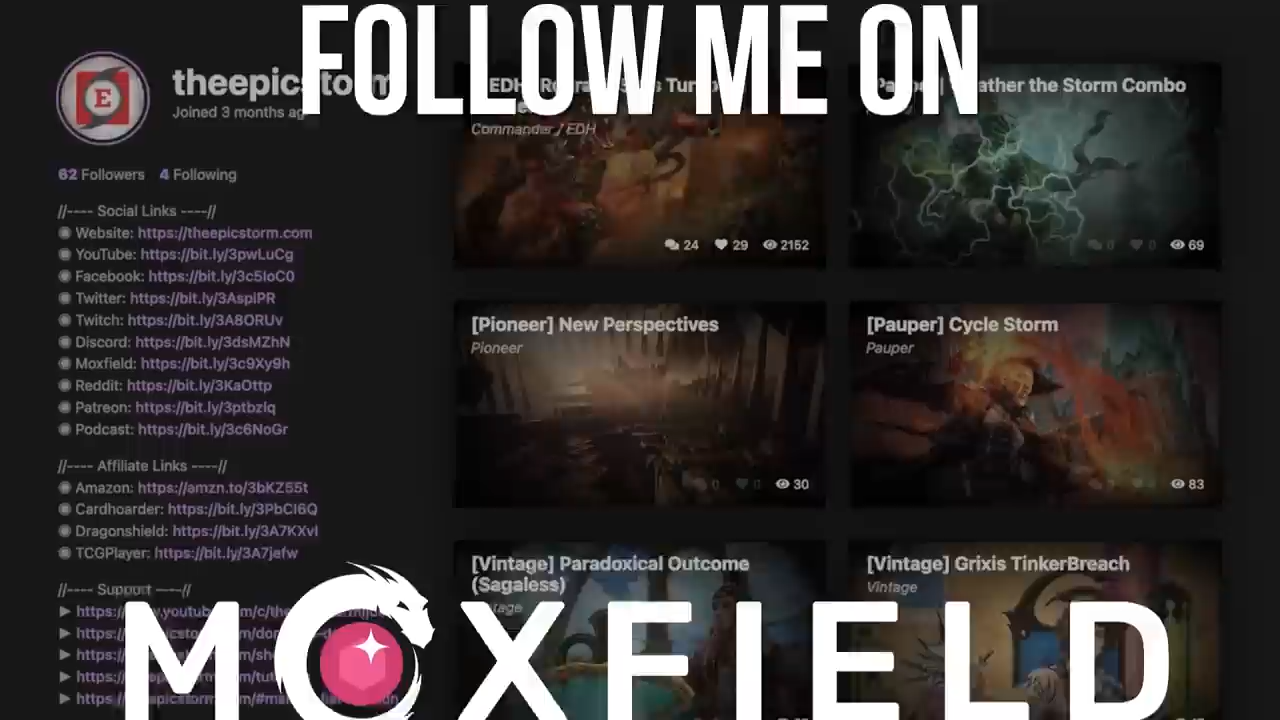 FOLLOW ME ON
theepicstorm
Joined 3 months ag
62 Followers 4 Following
//---- Social Links ----//
Website: https://theepicstorm.com
YouTube: https://bit.ly/3pwLuCg
Facebook: https://bit.ly/3c5IoC0
Twitter: https://bit.ly/3AspiPR
Twitch: https://bit.ly/3A8ORUv
Discord: https://bit.ly/3dsMZhN
Moxfield: https://bit.ly/3c9Xy9h
Reddit: https://bit.ly/3KaOttp
Patreon: https://bit.ly/3ptbzIq
Podcast: https://bit.ly/3c6NoGr
//---- Affiliate Links ----//
Amazon: https://amzn.to/3bKZ55t
Cardhoarder: https://bit.ly/3PbCI6Q
Dragonshield: https://bit.ly/3A7KXvI
TCGPlayer: https://bit.ly/3A7jefw
//---- Support ----//
Commander / EDH
24 29 2152
ather the Storm Combo
0 0 69
[Pioneer] New Perspectives
Pioneer
0 0 30
[Pauper] Cycle Storm
Pauper
83
[Vintage] Paradoxical Outcome
(Sagaless)
[Vintage] Grixis TinkerBreach
Vintage
MOXFIELD